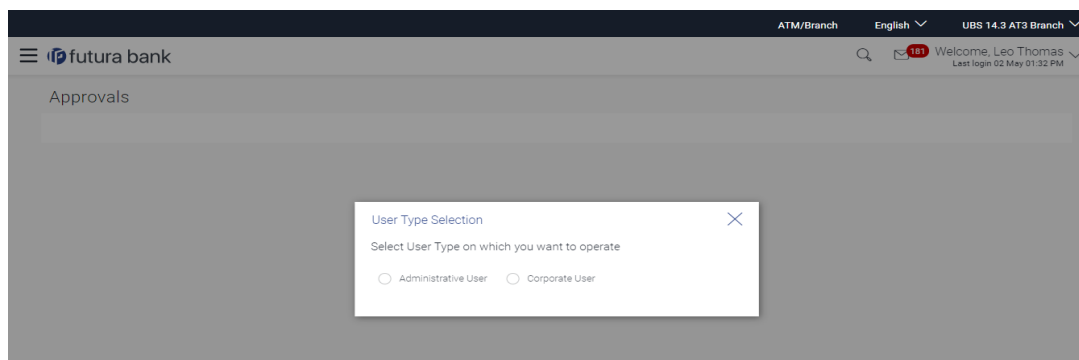 ATM/Branch English UBS 14.3 AT3 Branch
futura bank 181 Welcome, Leo Thomas
Last login 02 May 01:32 PM
Approvals
User Type Selection
Select User Type on which you want to operate
Administrative User Corporate User